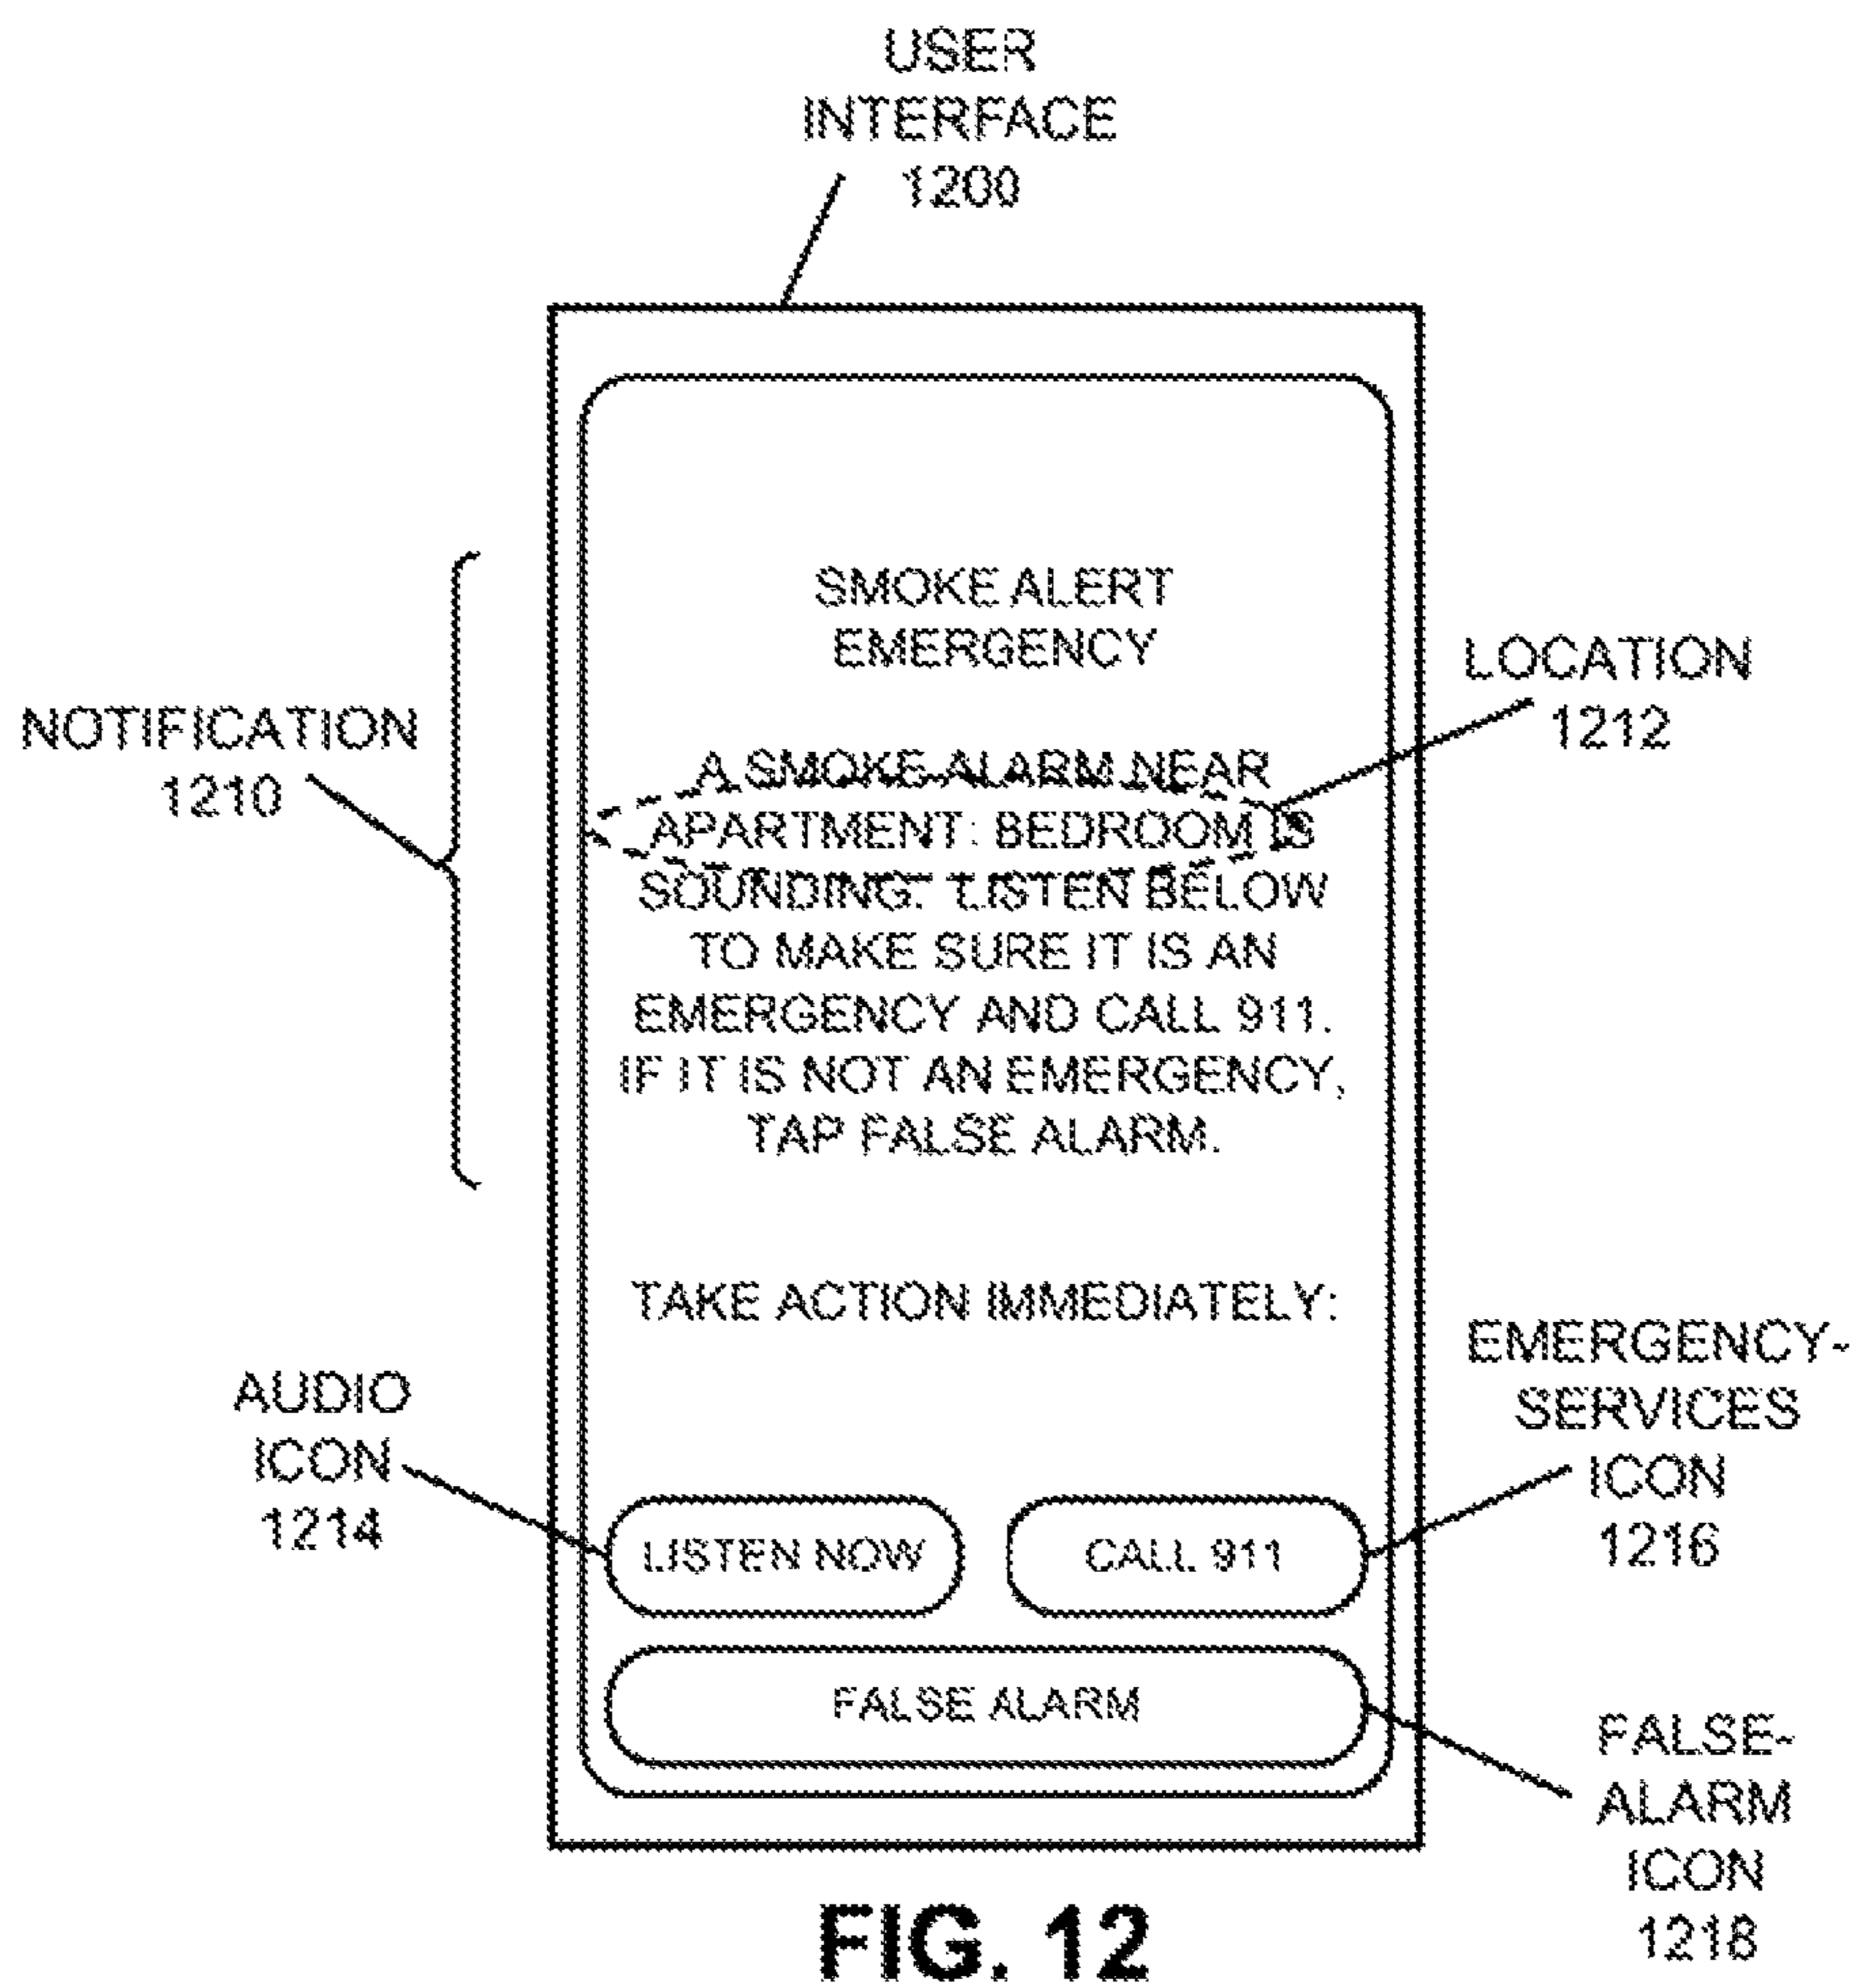 USER
INTERFACE
1200
SMOKE ALERT
EMERGENCY
LOCATION
1212
NOTIFICATION
1210
A SMOKE ALARM NEAR
APARTMENT: BEDROOM IS
SOUNDING. LISTEN BELOW
TO MAKE SURE IT IS AN
EMERGENCY AND CALL 911.
IF IT IS NOT AN EMERGENCY,
TAP FALSE ALARM.
TAKE ACTION IMMEDIATELY:
AUDIO
ICON
1214
EMERGENCY-
SERVICES
ICON
1216
LISTEN NOW
CALL 911
FALSE ALARM
FALSE-
ALARM
ICON
1218
FIG. 12